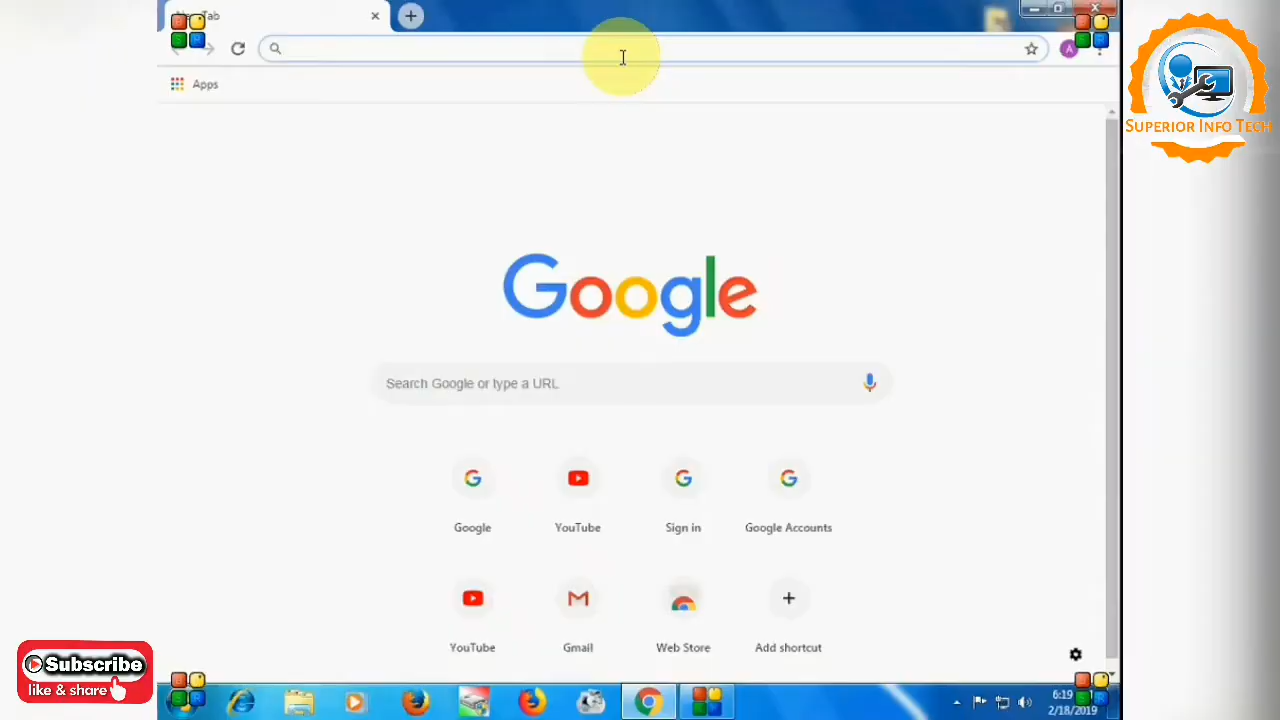 Tab
Apps
SUPERIOR INFO TECH
Google
Search Google or type a URL
Google
YouTube
Sign in
Google Accounts
YouTube
Gmail
Web Store
Add shortcut
Subscribe
like & share
6:19
2/18/2019